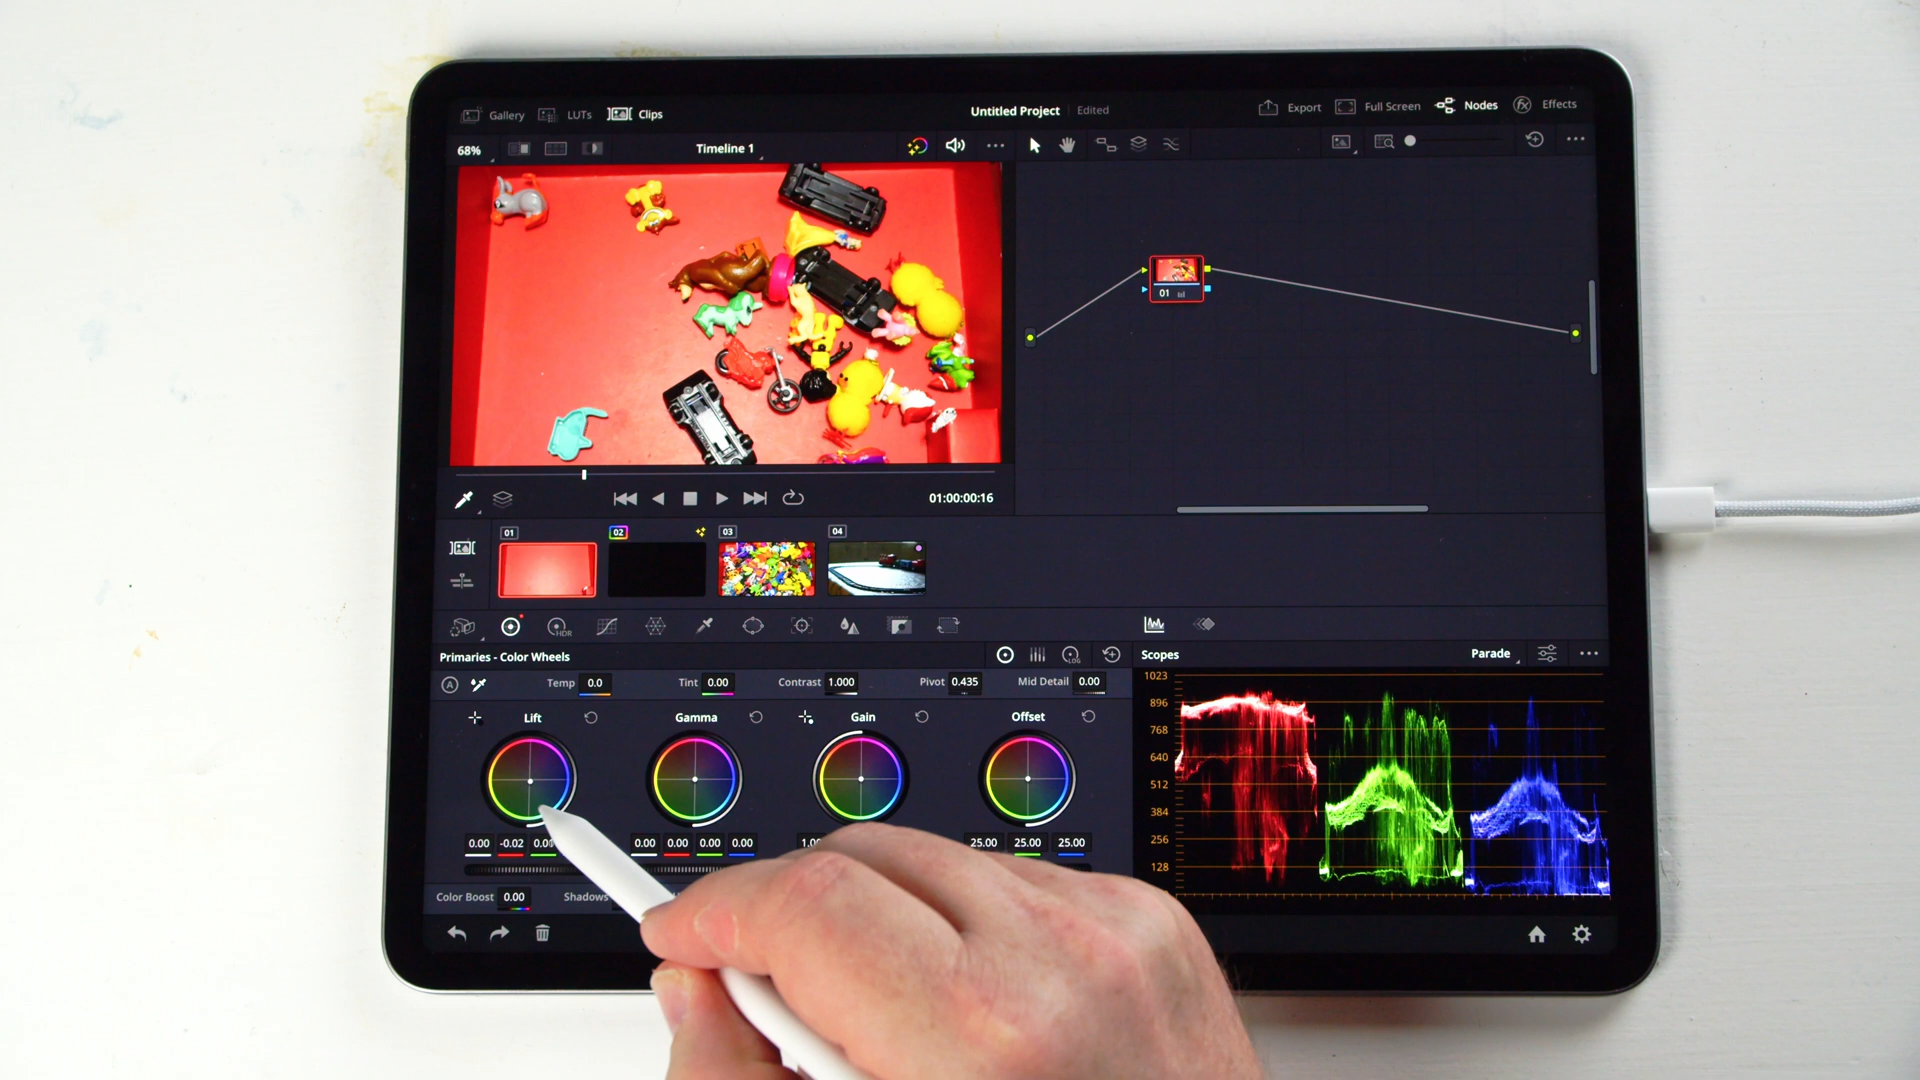 Gallery LUTs Clips Untitled Project Edited Export Full Screen Nodes fx Effects
68% Timeline 1
01
01:00:00:16
01 02 03 04
HDR
Primaries - Color Wheels LOG Scopes Parade
A Temp 0.0 Tint 0.00 Contrast 1.000 Pivot 0.435 Mid Detail 0.00
Lift Gamma Gain Offset
0.00 -0.02 0.00 0.00 0.00 0.00 25.00 25.00 25.00
Color Boost 0.00 Shadows
1023
896
768
640
512
384
256
128